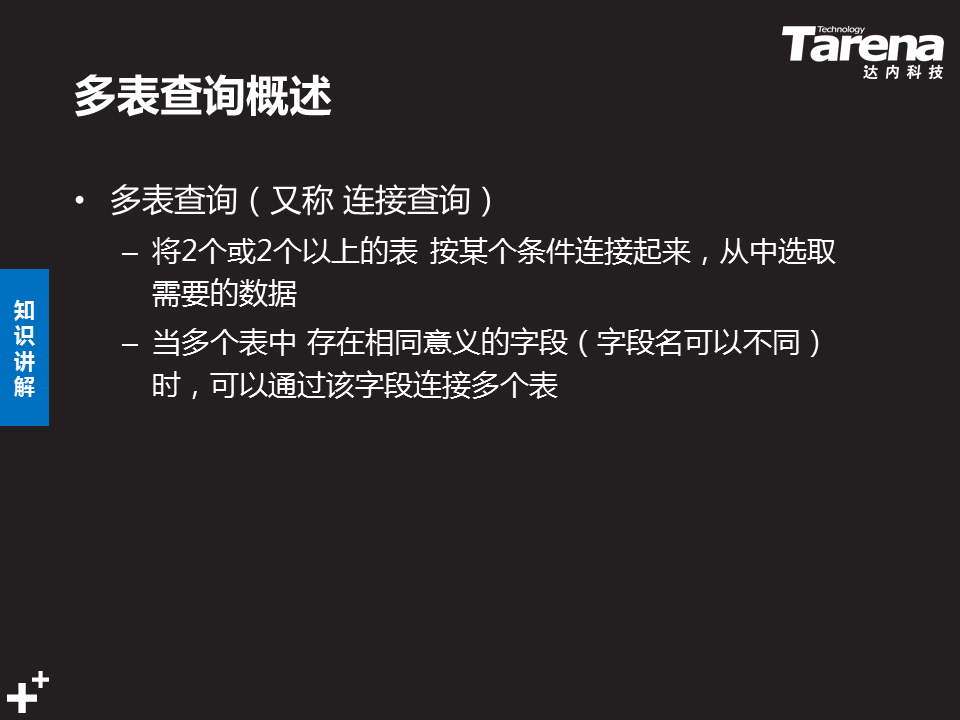 Technology
Tarena
达内科技
多表查询概述
• 多表查询（又称 连接查询）
– 将2个或2个以上的表 按某个条件连接起来，从中选取
需要的数据
– 当多个表中 存在相同意义的字段（字段名可以不同）
时，可以通过该字段连接多个表
知
识
讲
解